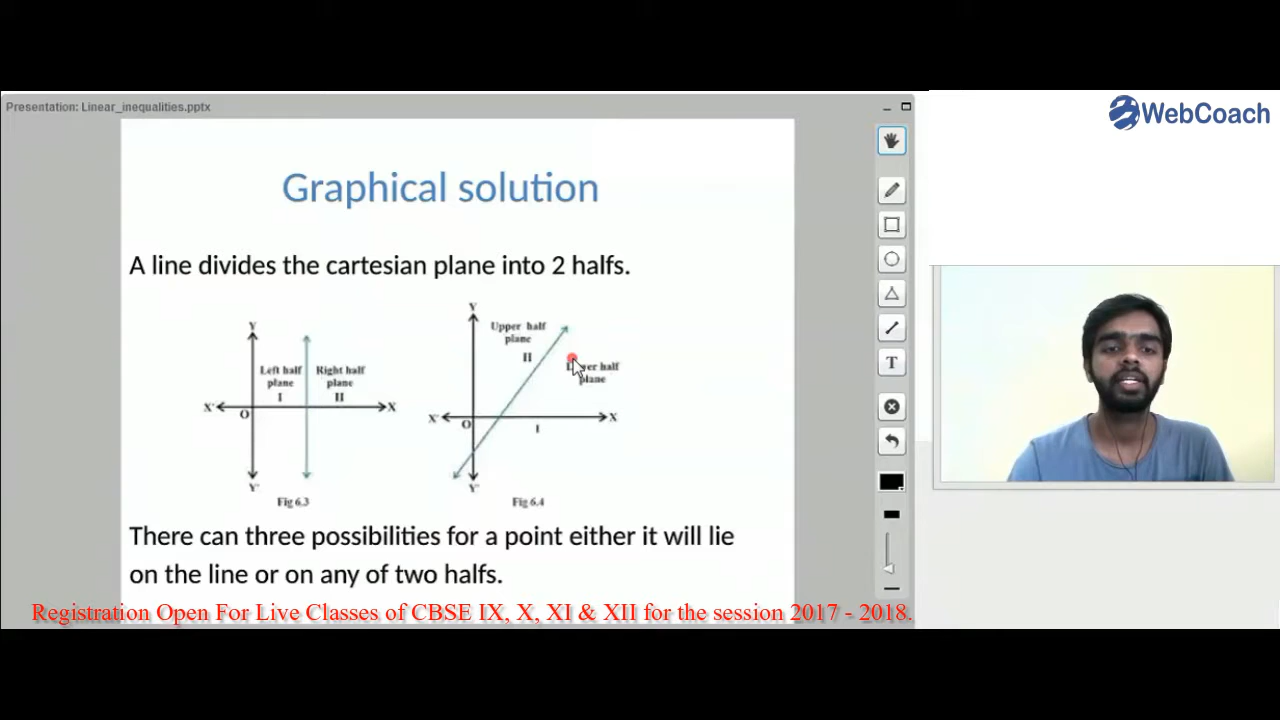 Presentation: Linear_inequalities.pptx
WebCoach
Graphical solution
A line divides the cartesian plane into 2 halfs.
Y
Left half
plane
I
Right half
plane
II
X'
O
X
Y'
Fig 6.3
Y
Upper half
plane
II
half
plane
X'
O
X
I
Y'
Fig 6.4
There can three possibilities for a point either it will lie
on the line or on any of two halfs.
Registration Open For Live Classes of CBSE IX, X, XI & XII for the session 2017 - 2018.
T